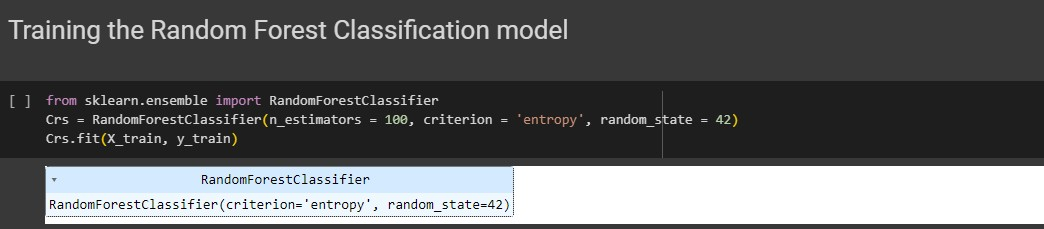 Training the Random Forest Classification model
[ ] from sklearn.ensemble import RandomForestClassifier
Crs = RandomForestClassifier(n_estimators = 100, criterion = 'entropy', random_state = 42)
Crs.fit(X_train, y_train)
RandomForestClassifier
RandomForestClassifier(criterion='entropy', random_state=42)